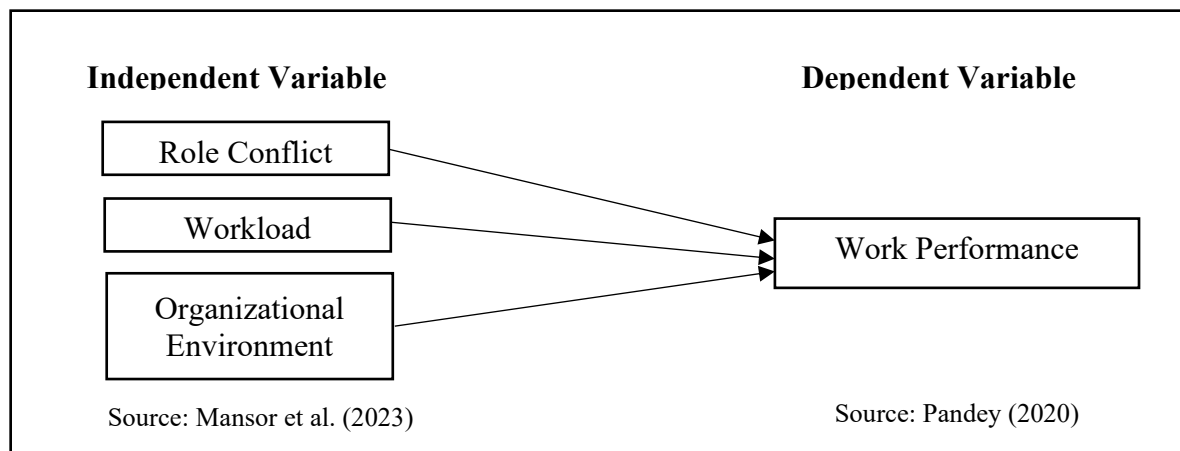 Independent Variable
Dependent Variable
Role Conflict
Workload
Organizational
Environment
Work Performance
Source: Mansor et al. (2023)
Source: Pandey (2020)